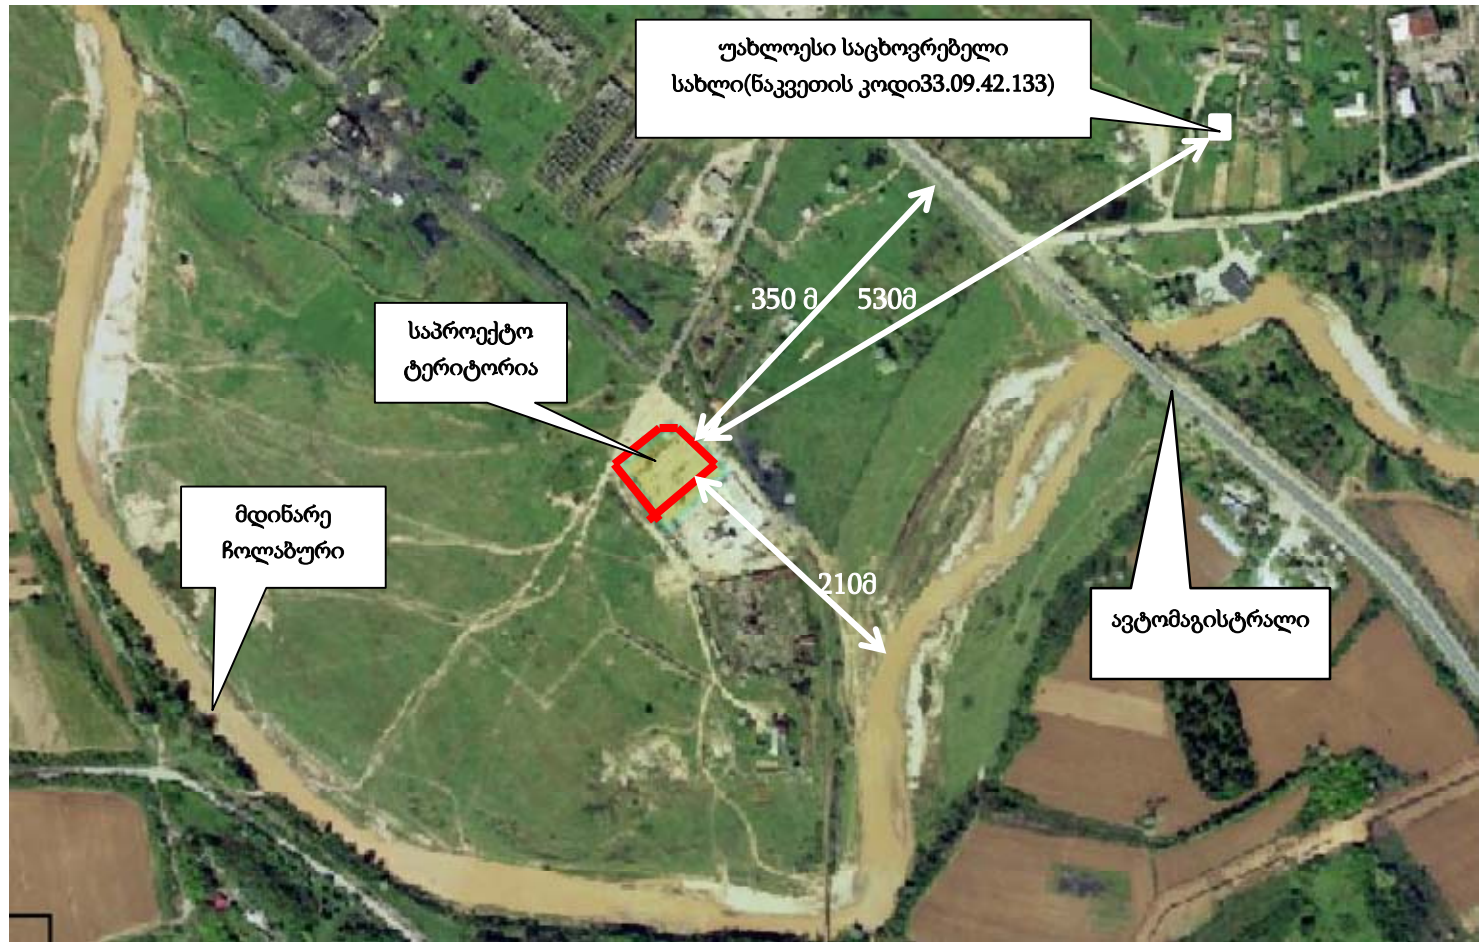 უახლოესი საცხოვრებელი
სახლი(ნაკვეთის კოდი33.09.42.133)
350 მ
530მ
საპროექტო
ტერიტორია
მდინარე
ჩოლაბური
210მ
ავტომაგისტრალი